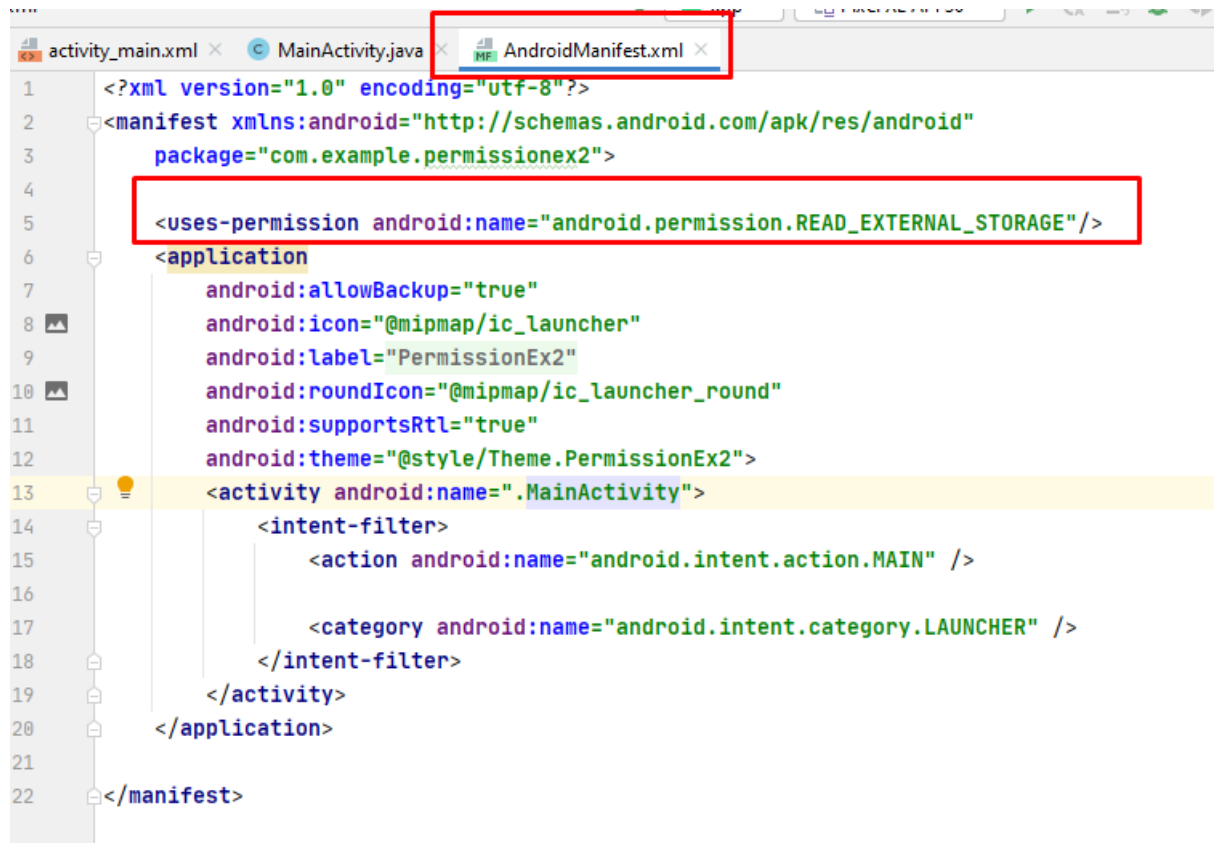 activity_main.xml MainActivity.java AndroidManifest.xml
1 <?xml version="1.0" encoding="utf-8"?>
2 <manifest xmlns:android="http://schemas.android.com/apk/res/android"
3 package="com.example.permissionex2">
4
5 <uses-permission android:name="android.permission.READ_EXTERNAL_STORAGE"/>
6 <application
7 android:allowBackup="true"
8 android:icon="@mipmap/ic_launcher"
9 android:label="PermissionEx2"
10 android:roundIcon="@mipmap/ic_launcher_round"
11 android:supportsRtl="true"
12 android:theme="@style/Theme.PermissionEx2">
13 <activity android:name=".MainActivity">
14 <intent-filter>
15 <action android:name="android.intent.action.MAIN" />
16
17 <category android:name="android.intent.category.LAUNCHER" />
18 </intent-filter>
19 </activity>
20 </application>
21
22 </manifest>